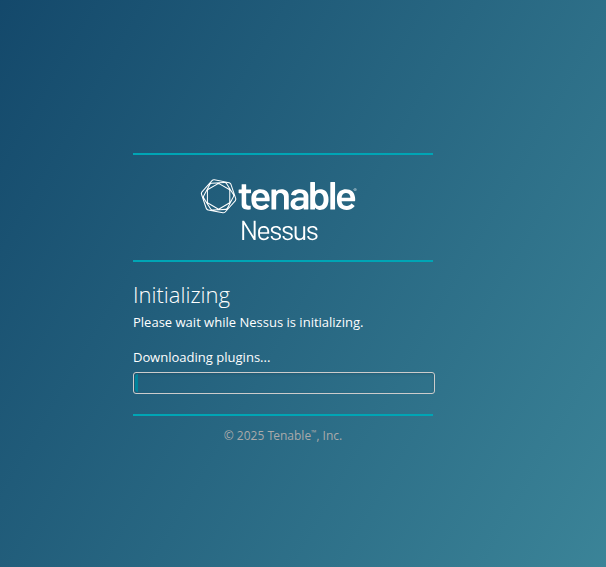 tenable
Nessus
Initializing
Please wait while Nessus is initializing.
Downloading plugins...
© 2025 Tenable™, Inc.